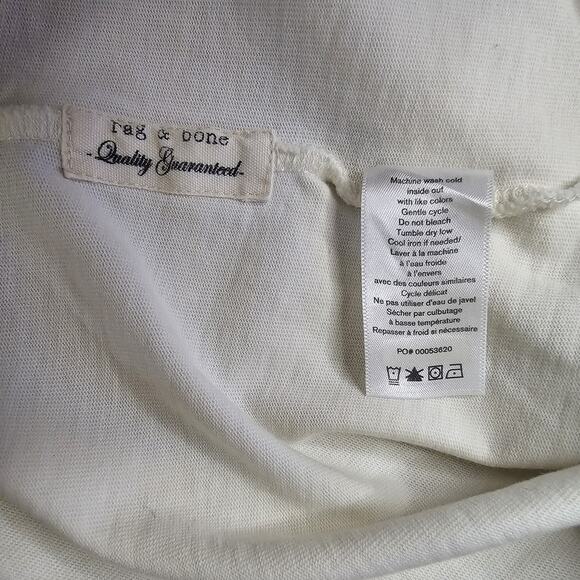 rag & bone
-Quality Guaranteed-
Machine wash cold
inside out
with like colors
Gentle cycle
Do not bleach
Tumble dry low
Cool iron if needed/
Laver à la machine
à l'eau froide
à l'envers
avec des couleurs similaires
Cycle délicat
Ne pas utiliser d'eau de javel
Sécher par culbutage
à basse température
Repasser à froid si nécessaire
PO# 00053620